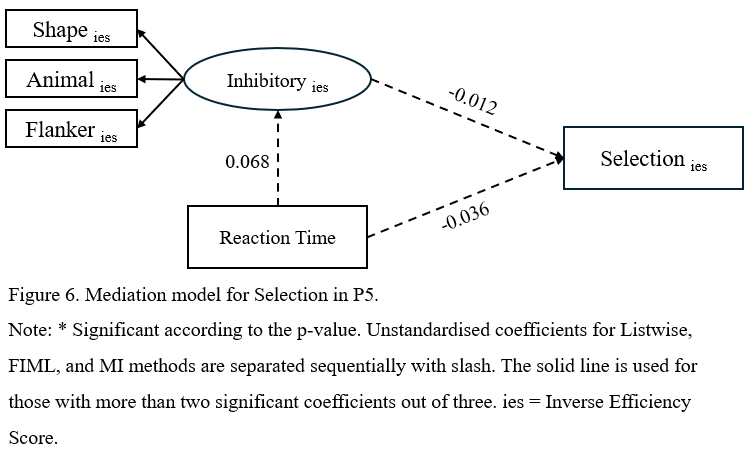 Shape ies
Animal ies
Flanker ies
Inhibitory ies
-0.012
Selection ies
0.068
-0.036
Reaction Time
Figure 6. Mediation model for Selection in P5.
Note: * Significant according to the p-value. Unstandardised coefficients for Listwise,
FIML, and MI methods are separated sequentially with slash. The solid line is used for
those with more than two significant coefficients out of three. ies = Inverse Efficiency
Score.